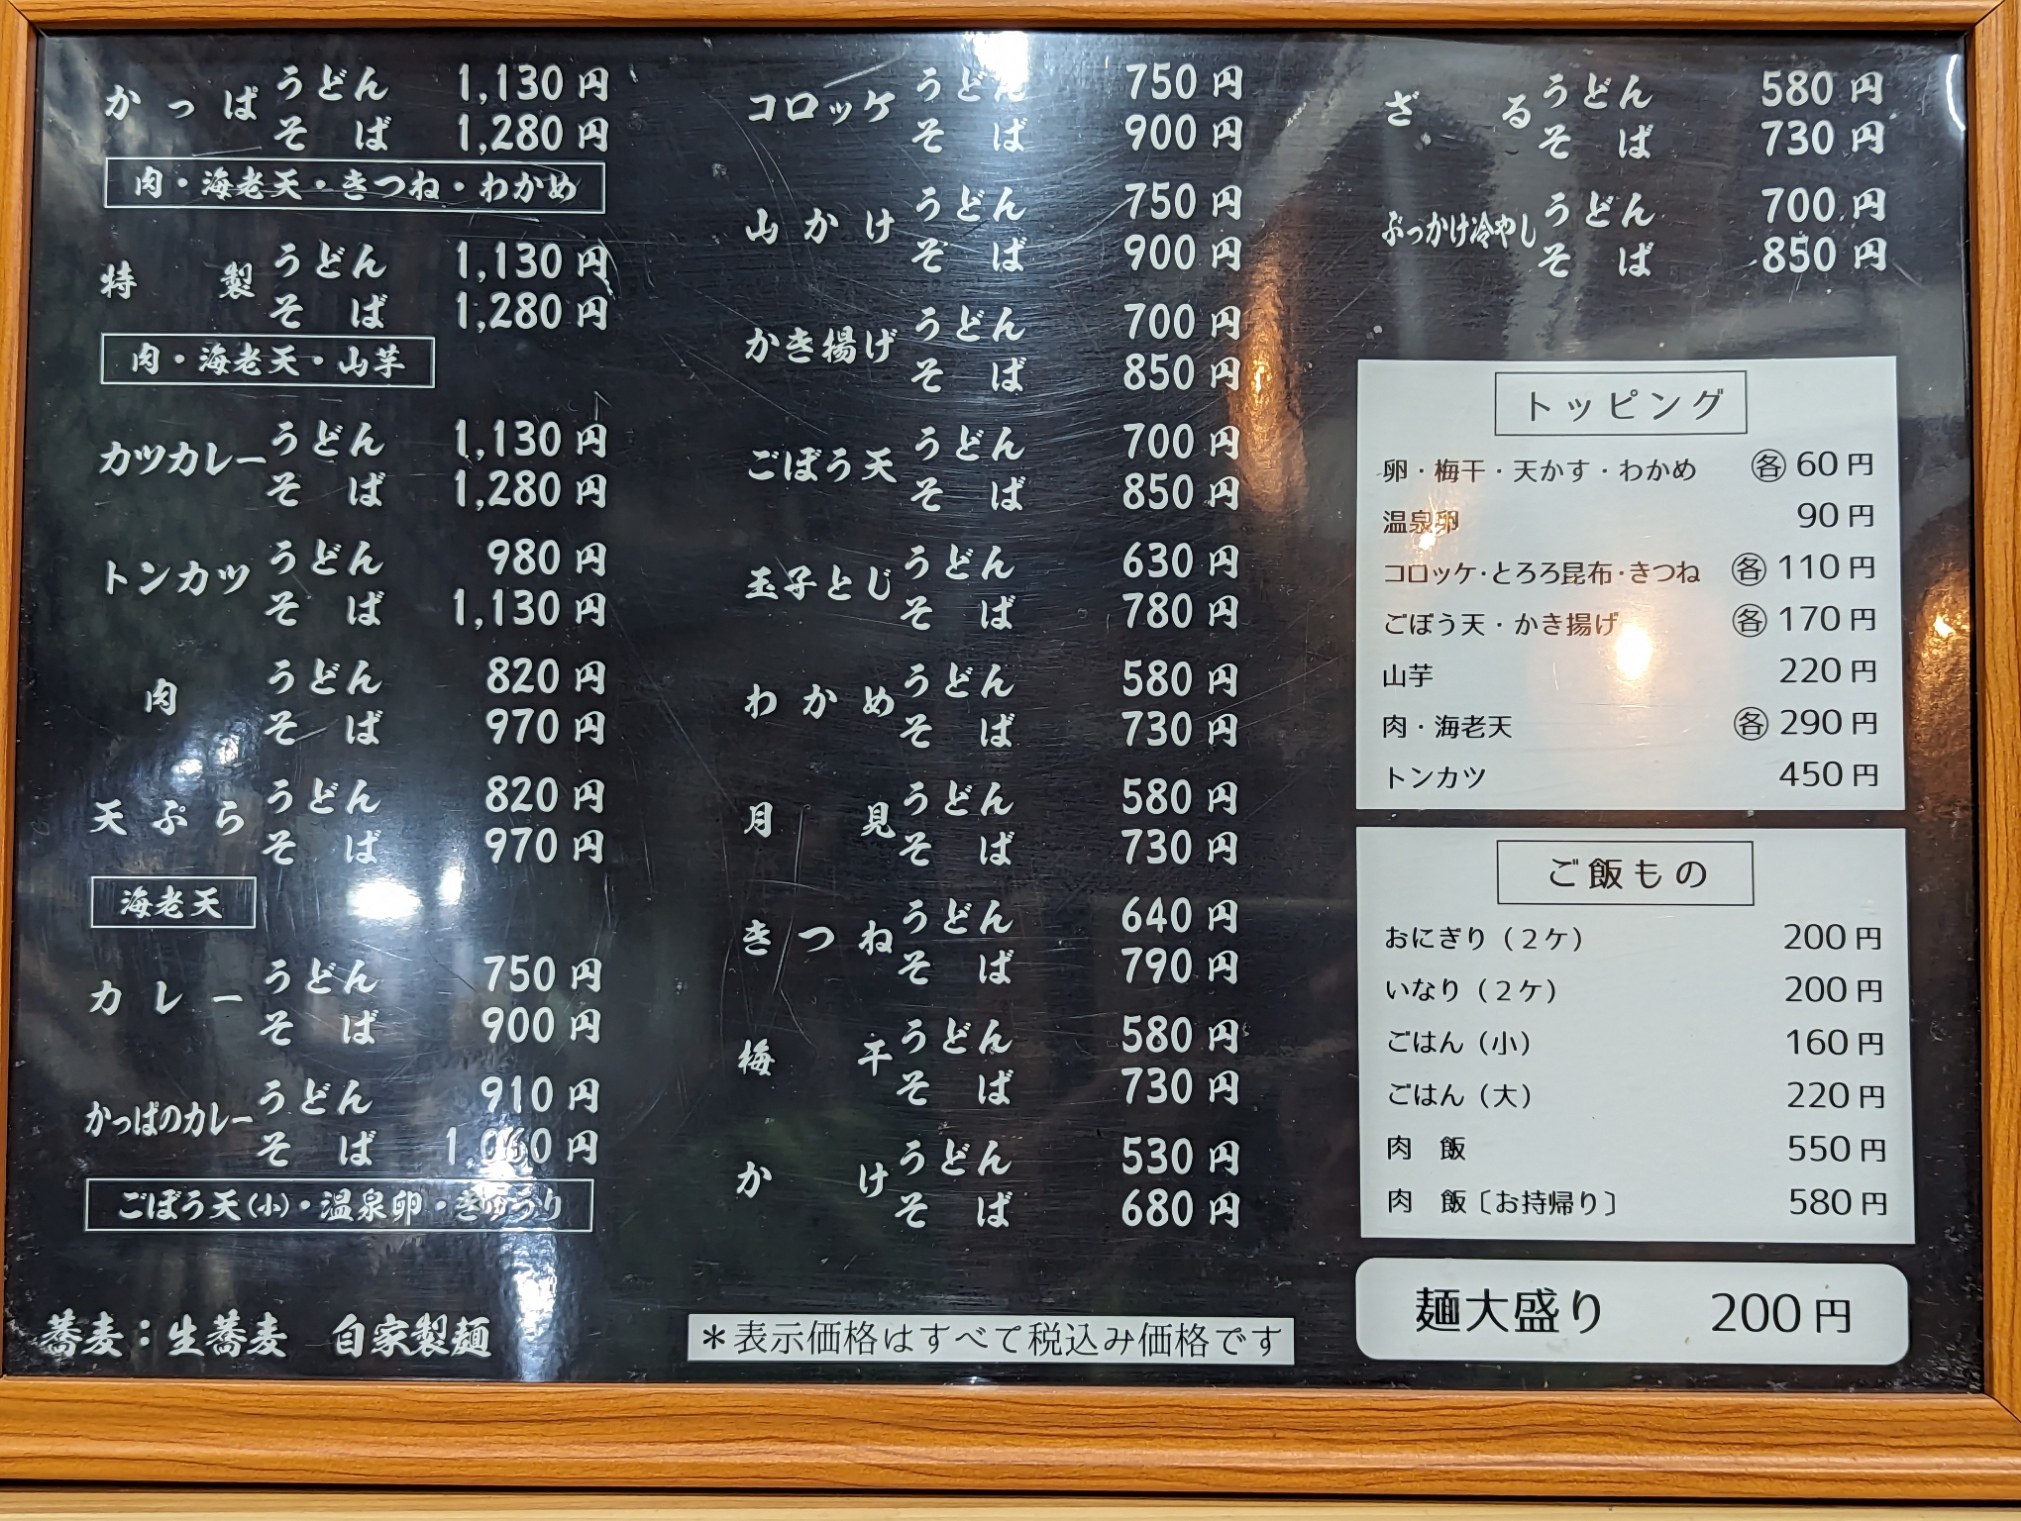 かっぱ うどん 1,130円
そば 1,280円
肉・海老天・きつね・わかめ
特製 うどん 1,130円
そば 1,280円
肉・海老天・山芋
カツカレー うどん 1,130円
そば 1,280円
トンカツ うどん 980円
そば 1,130円
肉 うどん 820円
そば 970円
天ぷら うどん 820円
そば 970円
海老天
カレー うどん 750円
そば 900円
かっぱのカレー うどん 910円
そば 1,060円
ごぼう天(小)・温泉卵・きゅうり
蕎麦：生蕎麦 自家製麺
コロッケ うどん 750円
そば 900円
山かけ うどん 750円
そば 900円
かき揚げ うどん 700円
そば 850円
ごぼう天 うどん 700円
そば 850円
玉子とじ うどん 630円
そば 780円
わかめ うどん 580円
そば 730円
月見 うどん 580円
そば 730円
きつね うどん 640円
そば 790円
梅干 うどん 580円
そば 730円
かけ うどん 530円
そば 680円
＊表示価格はすべて税込み価格です
ざる うどん 580円
そば 730円
ぶっかけ冷やし うどん 700円
そば 850円
トッピング
卵・梅干・天かす・わかめ 各60円
温泉卵 90円
コロッケ・とろろ昆布・きつね 各110円
ごぼう天・かき揚げ 各170円
山芋 220円
肉・海老天 各290円
トンカツ 450円
ご飯もの
おにぎり（2ケ） 200円
いなり（2ケ） 200円
ごはん（小） 160円
ごはん（大） 220円
肉飯 550円
肉飯〔お持帰り〕 580円
麺大盛り 200円